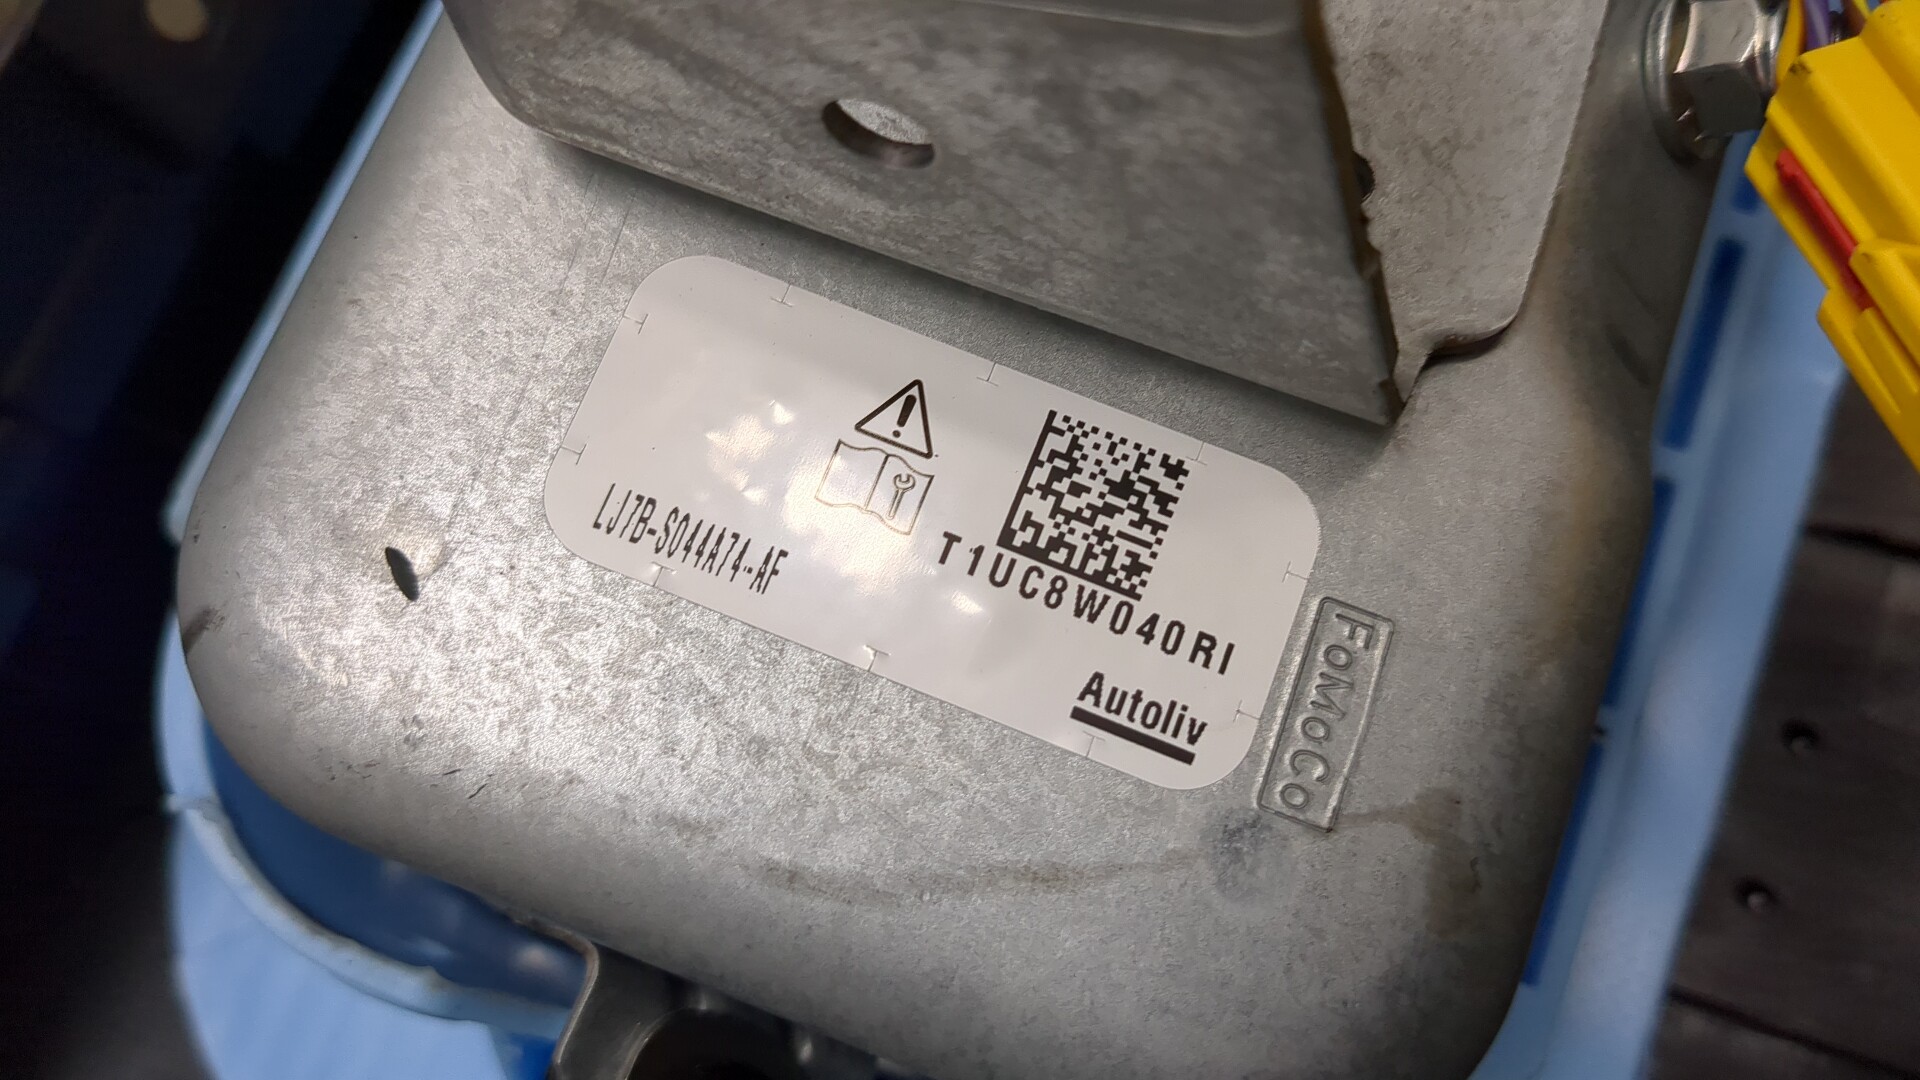 LJ7B-S044A74-AF
T1UC8W040RI
Autoliv
FoMoCo